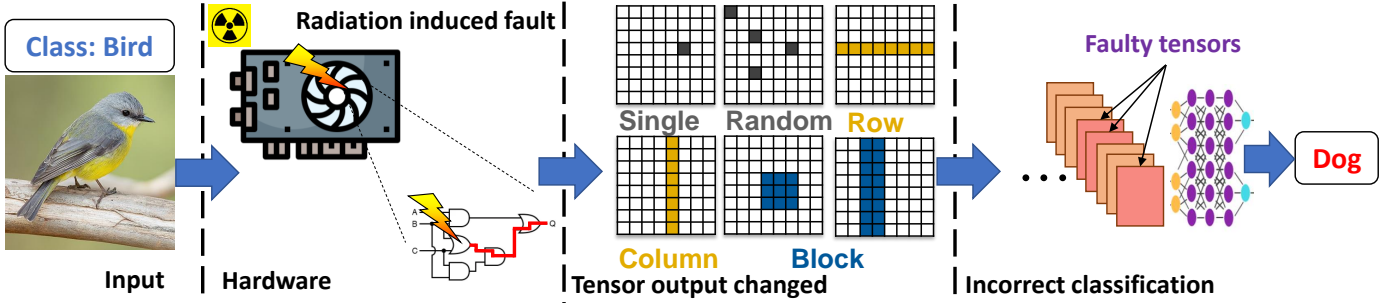 Class: Bird
Input
Radiation induced fault
A
B
C
Q
Hardware
Single
Random
Row
Column
Block
Tensor output changed
Faulty tensors
Dog
Incorrect classification